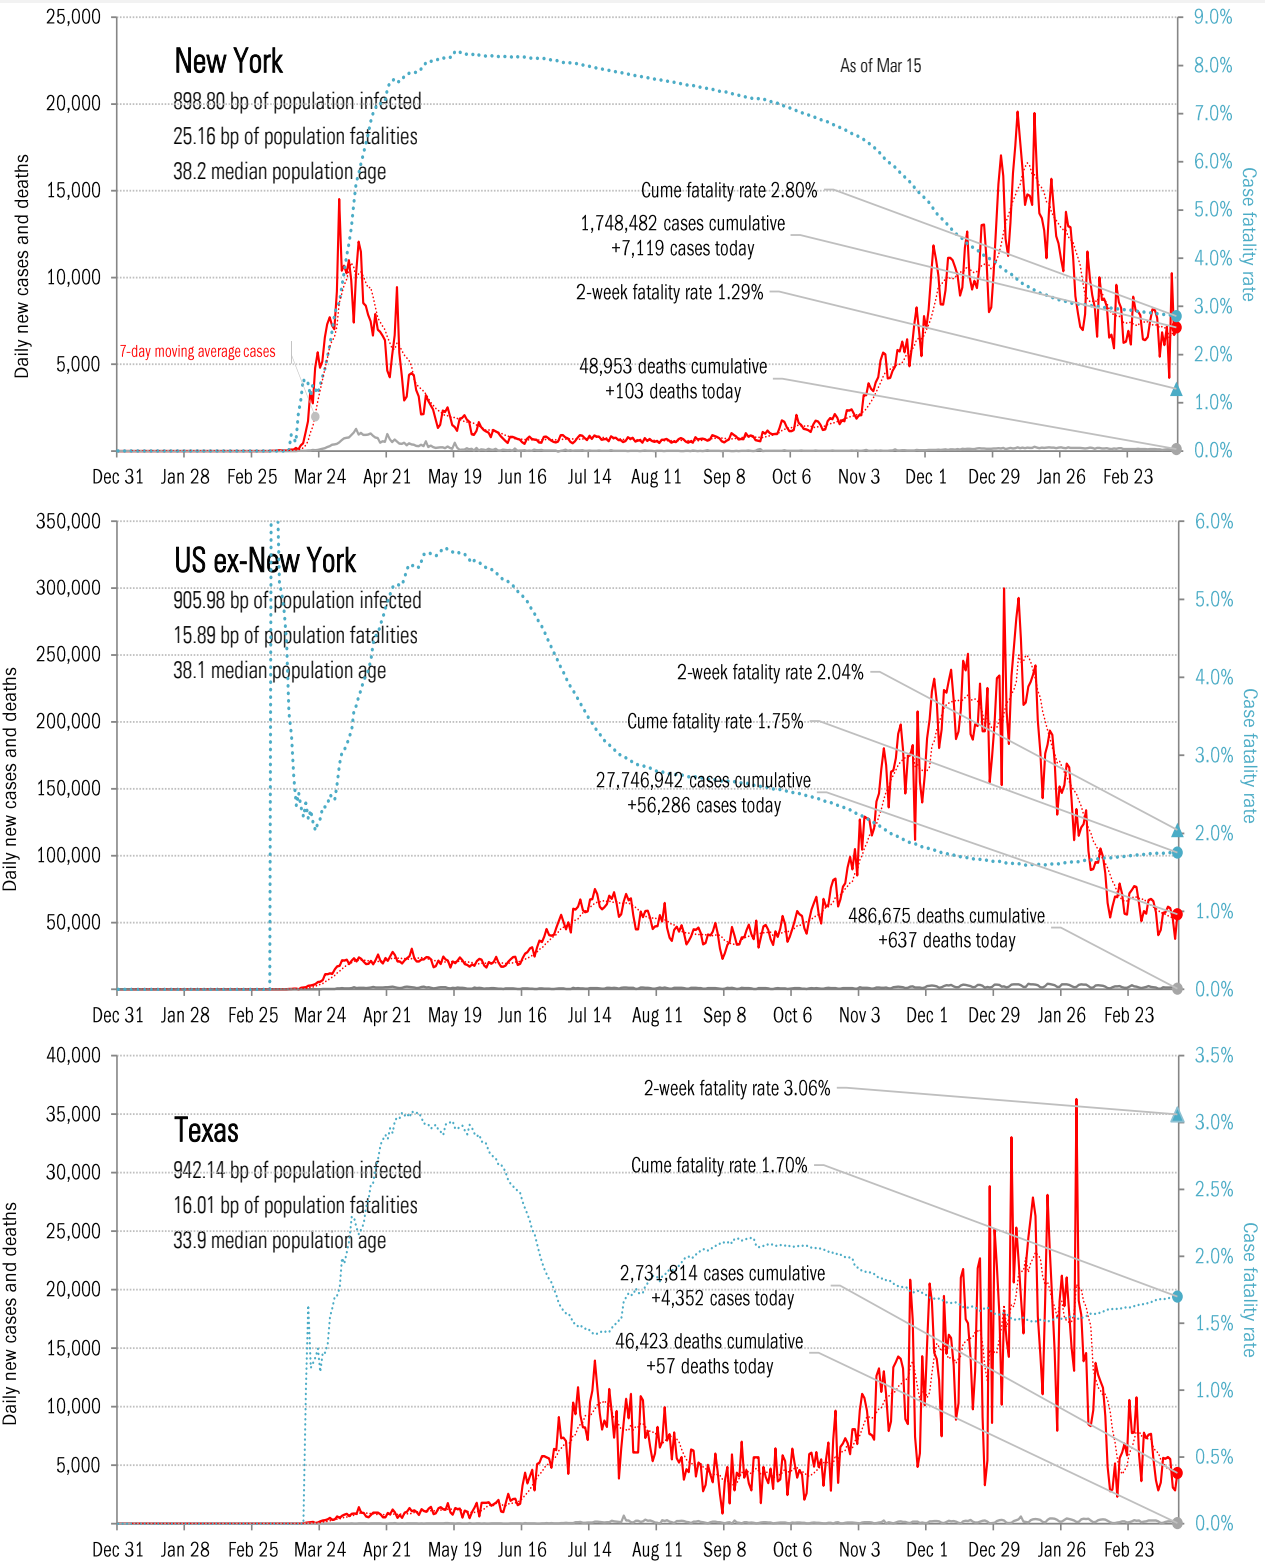 25,000
9.0%
New York
As of Mar 15
8.0%
898.80 bp of population infected
20,000
7.0%
25.16 bp of population fatalities
38.2 median population age
6.0%
15,000
Cume fatality rate 2.80%
5.0%
1,748,482 cases cumulative
+7,119 cases today
4.0%
10,000
2-week fatality rate 1.29%
3.0%
7-day moving average cases
2.0%
5,000
48,953 deaths cumulative
+103 deaths today
1.0%
0.0%
Daily new cases and deaths
Case fatality rate
Dec 31 Jan 28 Feb 25 Mar 24 Apr 21 May 19 Jun 16 Jul 14 Aug 11 Sep 8 Oct 6 Nov 3 Dec 1 Dec 29 Jan 26 Feb 23
350,000
6.0%
US ex-New York
300,000
905.98 bp of population infected
5.0%
15.89 bp of population fatalities
250,000
38.1 median population age
2-week fatality rate 2.04%
4.0%
200,000
Cume fatality rate 1.75%
3.0%
27,746,942 cases cumulative
+56,286 cases today
150,000
2.0%
100,000
50,000
486,675 deaths cumulative
+637 deaths today
1.0%
0.0%
Daily new cases and deaths
Case fatality rate
Dec 31 Jan 28 Feb 25 Mar 24 Apr 21 May 19 Jun 16 Jul 14 Aug 11 Sep 8 Oct 6 Nov 3 Dec 1 Dec 29 Jan 26 Feb 23
40,000
3.5%
2-week fatality rate 3.06%
35,000
3.0%
Texas
942.14 bp of population infected
30,000
Cume fatality rate 1.70%
2.5%
16.01 bp of population fatalities
25,000
33.9 median population age
2.0%
2,731,814 cases cumulative
+4,352 cases today
20,000
1.5%
46,423 deaths cumulative
+57 deaths today
15,000
1.0%
10,000
0.5%
5,000
0.0%
Daily new cases and deaths
Case fatality rate
Dec 31 Jan 28 Feb 25 Mar 24 Apr 21 May 19 Jun 16 Jul 14 Aug 11 Sep 8 Oct 6 Nov 3 Dec 1 Dec 29 Jan 26 Feb 23